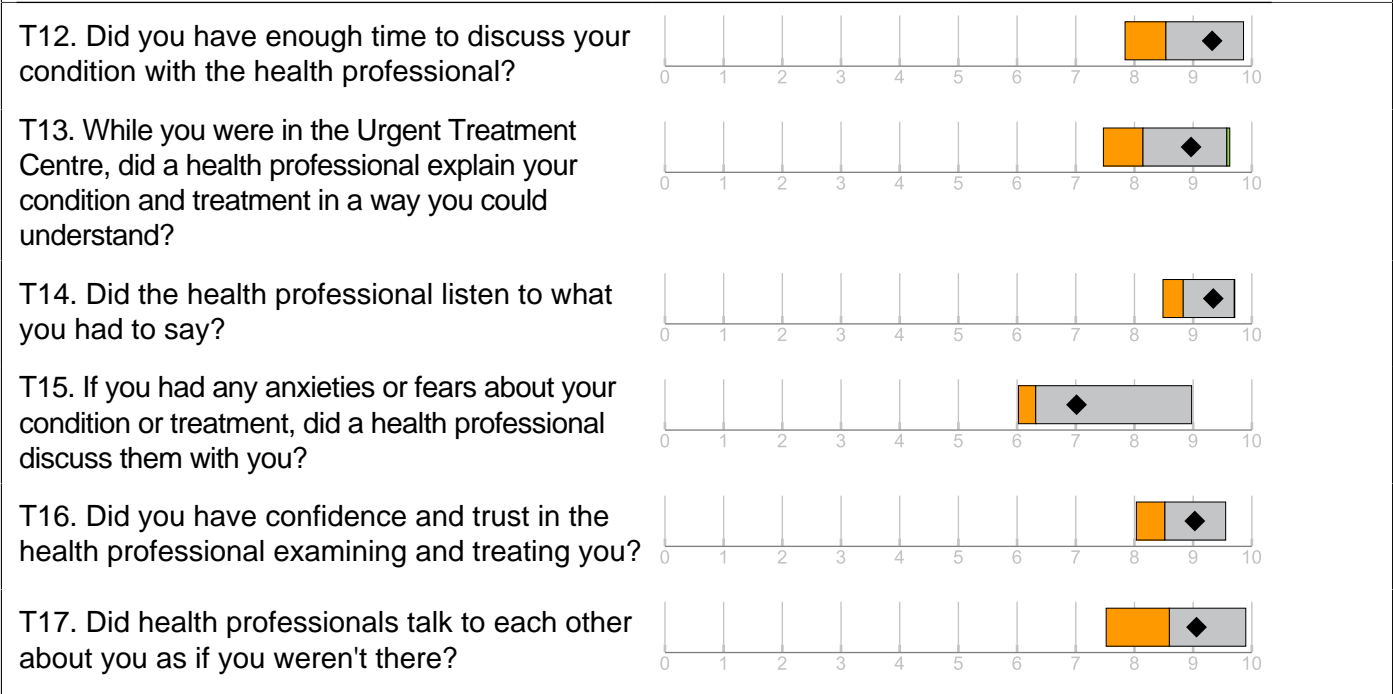 T12. Did you have enough time to discuss your
condition with the health professional?
0 1 2 3 4 5 6 7 8 9 10
T13. While you were in the Urgent Treatment
Centre, did a health professional explain your
condition and treatment in a way you could
understand?
0 1 2 3 4 5 6 7 8 9 10
T14. Did the health professional listen to what
you had to say?
0 1 2 3 4 5 6 7 8 9 10
T15. If you had any anxieties or fears about your
condition or treatment, did a health professional
discuss them with you?
0 1 2 3 4 5 6 7 8 9 10
T16. Did you have confidence and trust in the
health professional examining and treating you?
0 1 2 3 4 5 6 7 8 9 10
T17. Did health professionals talk to each other
about you as if you weren't there?
0 1 2 3 4 5 6 7 8 9 10